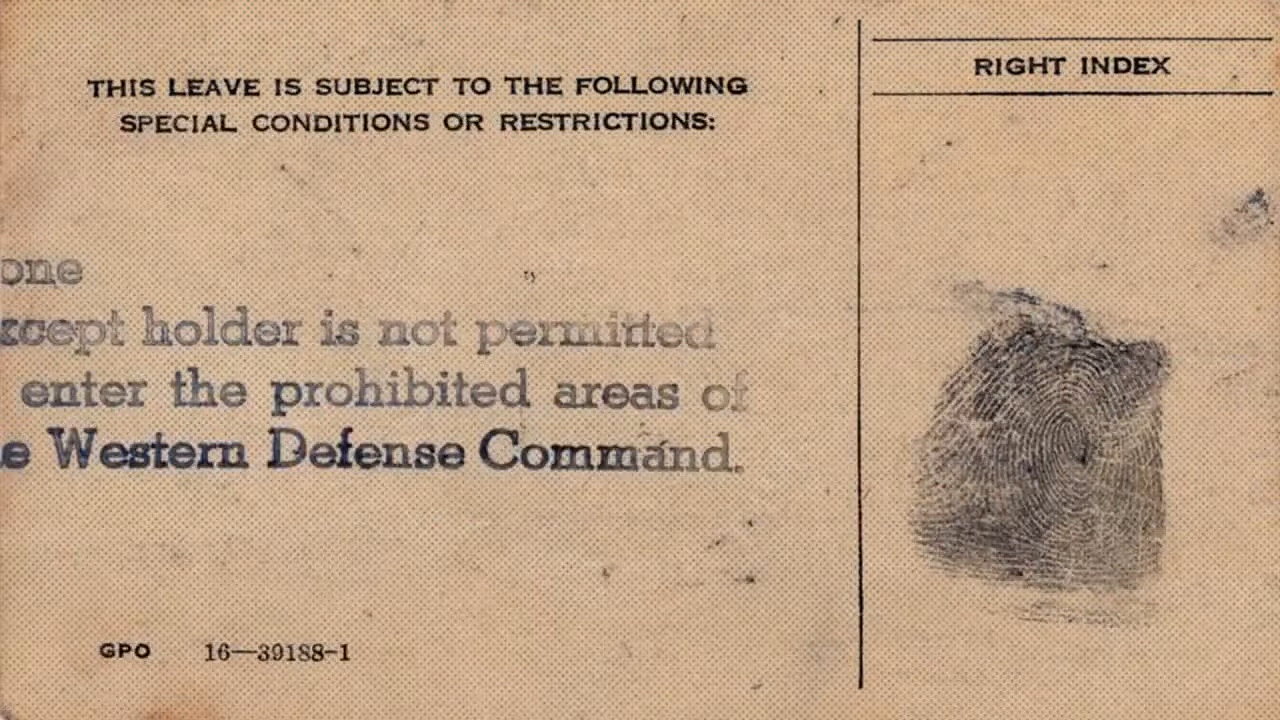 THIS LEAVE IS SUBJECT TO THE FOLLOWING
SPECIAL CONDITIONS OR RESTRICTIONS:
RIGHT INDEX
one
xcept holder is not permitted
enter the prohibited areas of
e Western Defense Command.
GPO 16—39188-1